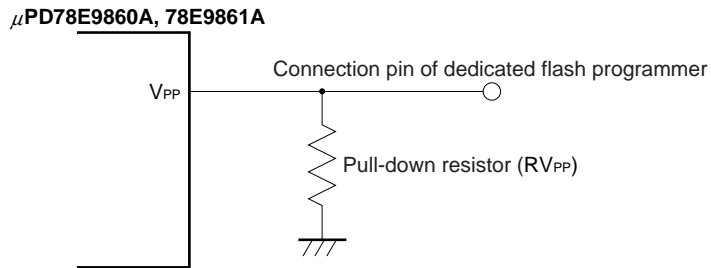 μPD78E9860A, 78E9861A
Connection pin of dedicated flash programmer
VPP
Pull-down resistor (RVPP)